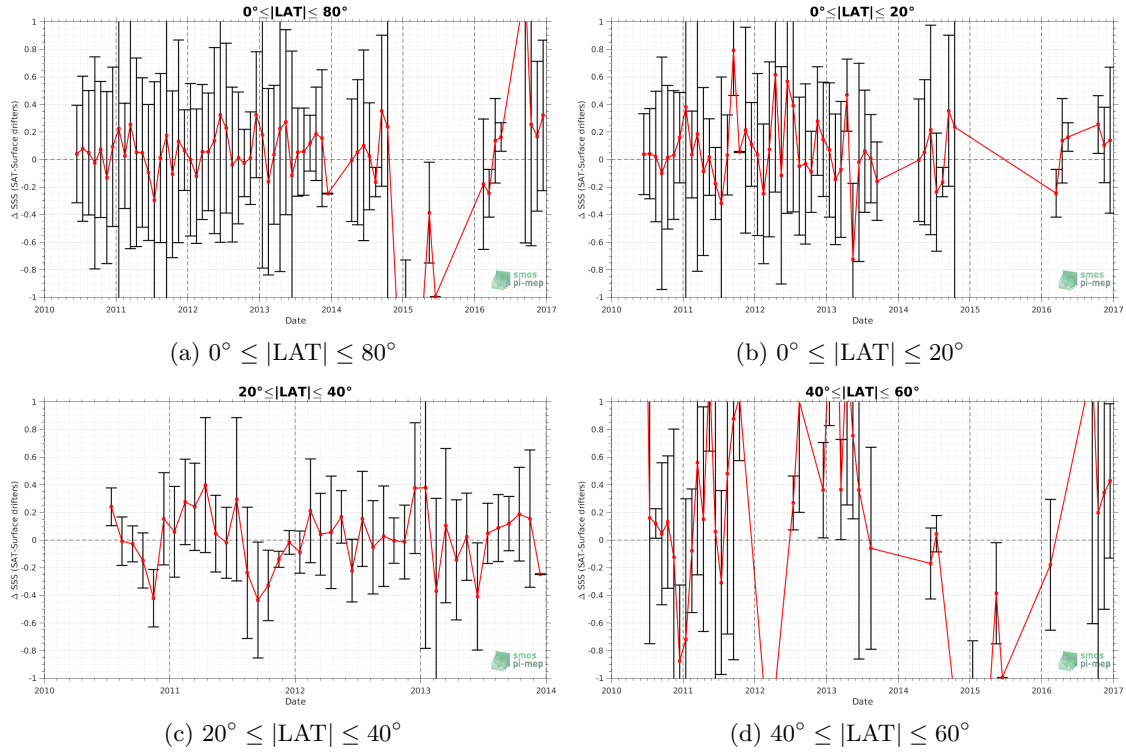 0°≤|LAT|≤ 80°
Δ SSS (SAT-Surface drifters)
1
0.8
0.6
0.4
0.2
0
-0.2
-0.4
-0.6
-0.8
-1
2010 2011 2012 2013 2014 2015 2016 2017
Date
smos
pi-mep
(a) 0° ≤ |LAT| ≤ 80°
0°≤|LAT|≤ 20°
Δ SSS (SAT-Surface drifters)
1
0.8
0.6
0.4
0.2
0
-0.2
-0.4
-0.6
-0.8
-1
2010 2011 2012 2013 2014 2015 2016 2017
Date
smos
pi-mep
(b) 0° ≤ |LAT| ≤ 20°
20°≤|LAT|≤ 40°
Δ SSS (SAT-Surface drifters)
1
0.8
0.6
0.4
0.2
0
-0.2
-0.4
-0.6
-0.8
-1
2010 2011 2012 2013 2014
Date
smos
pi-mep
(c) 20° ≤ |LAT| ≤ 40°
40°≤|LAT|≤ 60°
Δ SSS (SAT-Surface drifters)
1
0.8
0.6
0.4
0.2
0
-0.2
-0.4
-0.6
-0.8
-1
2010 2011 2012 2013 2014 2015 2016 2017
Date
smos
pi-mep
(d) 40° ≤ |LAT| ≤ 60°